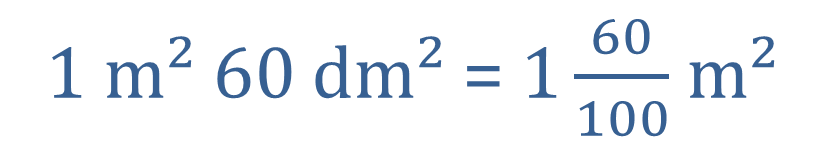 1 m² 60 dm² = 1 60/100 m²